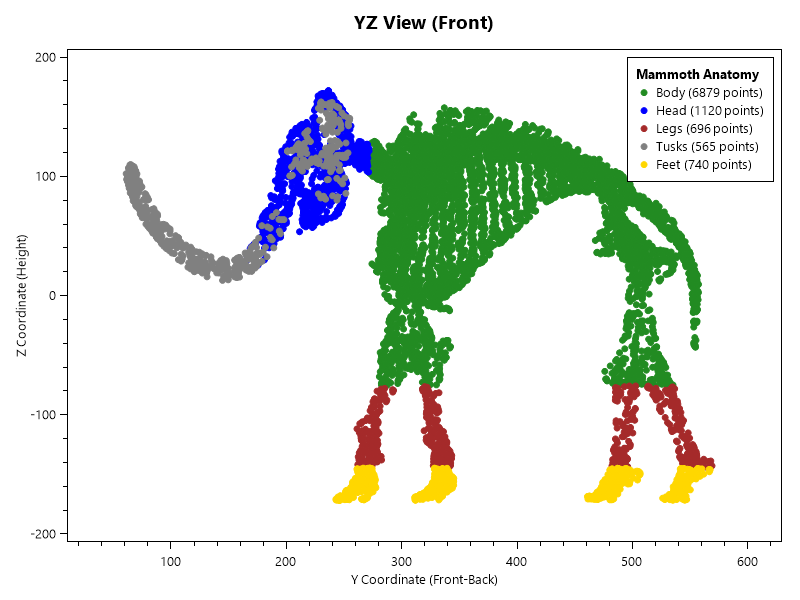 YZ View (Front)
Mammoth Anatomy
Body (6879 points)
Head (1120 points)
Legs (696 points)
Tusks (565 points)
Feet (740 points)
Z Coordinate (Height)
200
100
0
-100
-200
100 200 300 400 500 600
Y Coordinate (Front-Back)